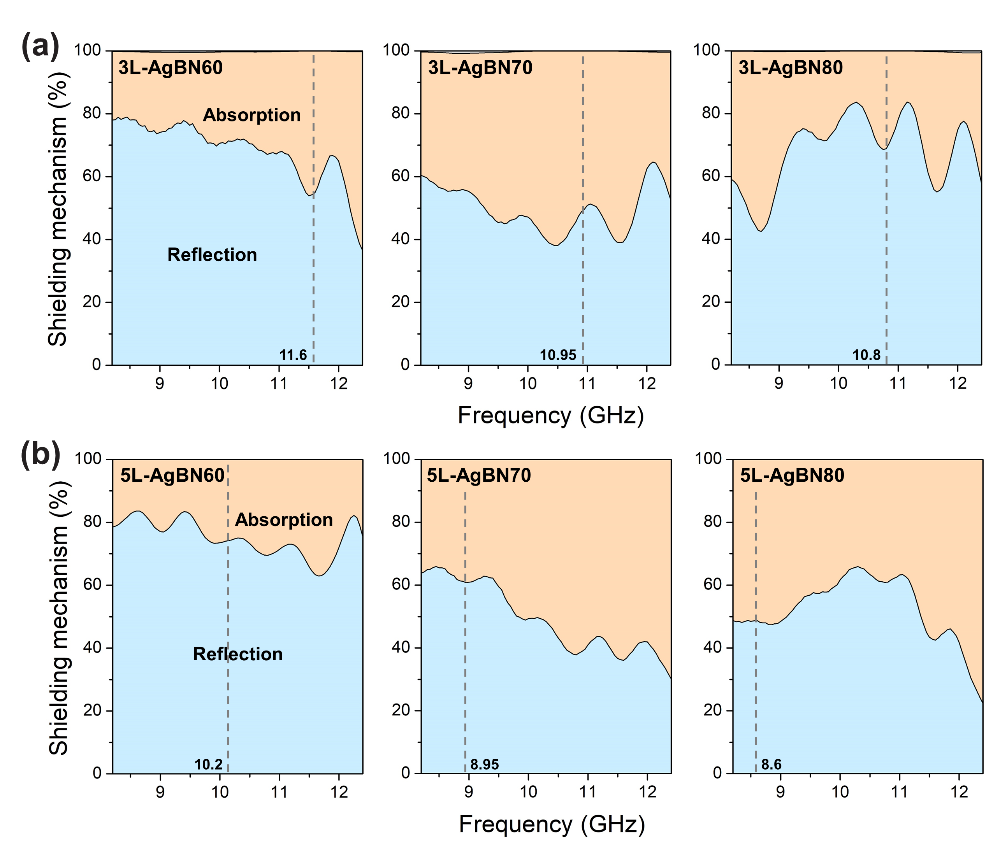 (a)
Shielding mechanism (%)
100
80
60
40
20
0
3L-AgBN60
Absorption
Reflection
11.6
9 10 11 12
100
80
60
40
20
0
3L-AgBN70
10.95
9 10 11 12
100
80
60
40
20
0
3L-AgBN80
10.8
9 10 11 12
Frequency (GHz)
(b)
Shielding mechanism (%)
100
80
60
40
20
0
5L-AgBN60
Absorption
Reflection
10.2
9 10 11 12
100
80
60
40
20
0
5L-AgBN70
8.95
9 10 11 12
100
80
60
40
20
0
5L-AgBN80
8.6
9 10 11 12
Frequency (GHz)